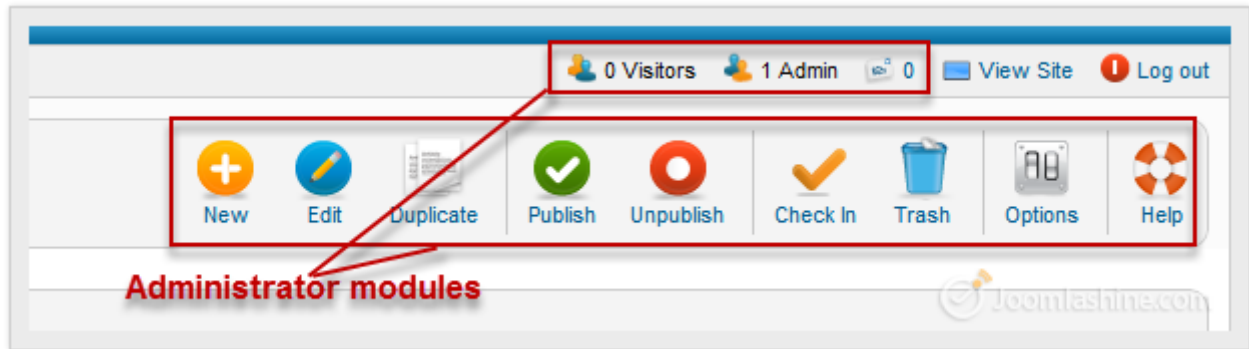 0 Visitors 1 Admin 0 View Site Log out
New Edit Duplicate Publish Unpublish Check In Trash Options Help
Administrator modules
Joomlashine.com